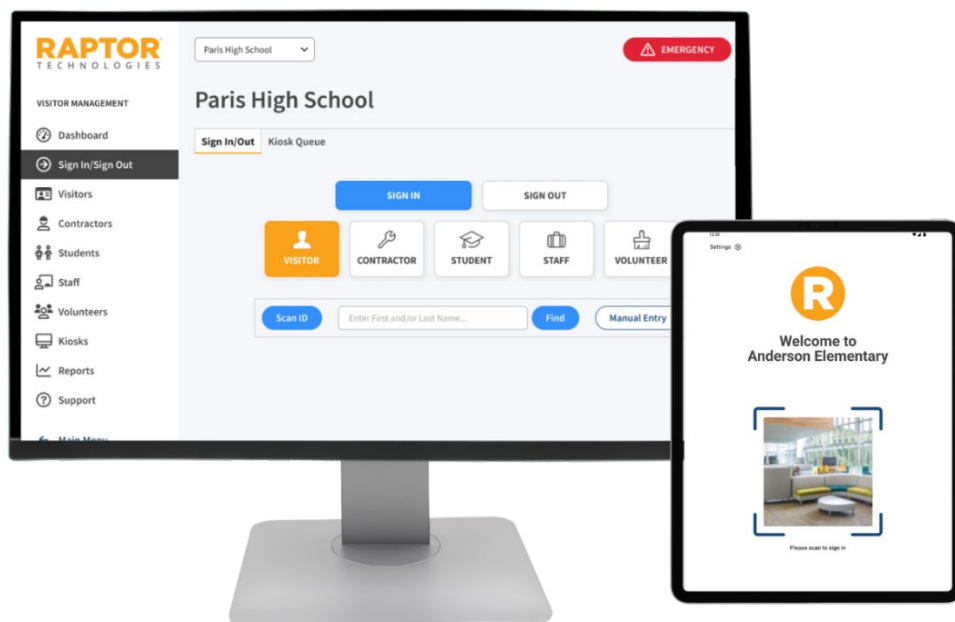 RAPTOR
TECHNOLOGIES
VISITOR MANAGEMENT
Dashboard
Sign In/Sign Out
Visitors
Contractors
Students
Staff
Volunteers
Kiosks
Reports
Support
Main Menu
Paris High School
EMERGENCY
Paris High School
Sign In/Out Kiosk Queue
SIGN IN SIGN OUT
VISITOR CONTRACTOR STUDENT STAFF VOLUNTEER
Scan ID Enter First and/or Last Name... Find Manual Entry
Settings
R
Welcome to
Anderson Elementary
Please scan to sign in